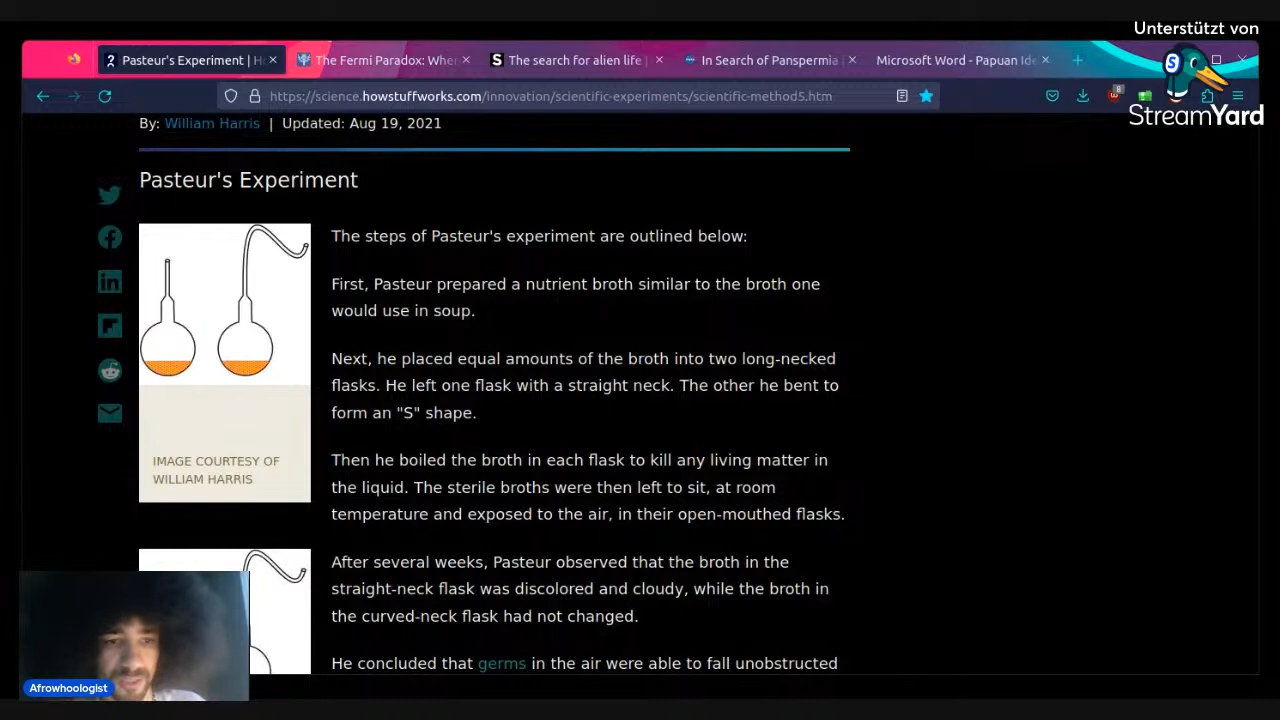 Unterstützt von
StreamYard
Pasteur's Experiment | H
The Fermi Paradox: Wher
S
The search for alien life |
In Search of Panspermia
Microsoft Word - Papuan Id
https://science.howstuffworks.com/innovation/scientific-experiments/scientific-method5.htm
8
By: William Harris | Updated: Aug 19, 2021
Pasteur's Experiment
The steps of Pasteur's experiment are outlined below:
First, Pasteur prepared a nutrient broth similar to the broth one
would use in soup.
Next, he placed equal amounts of the broth into two long-necked
flasks. He left one flask with a straight neck. The other he bent to
form an "S" shape.
IMAGE COURTESY OF
WILLIAM HARRIS
Then he boiled the broth in each flask to kill any living matter in
the liquid. The sterile broths were then left to sit, at room
temperature and exposed to the air, in their open-mouthed flasks.
After several weeks, Pasteur observed that the broth in the
straight-neck flask was discolored and cloudy, while the broth in
the curved-neck flask had not changed.
He concluded that germs in the air were able to fall unobstructed
Afrowhoologist